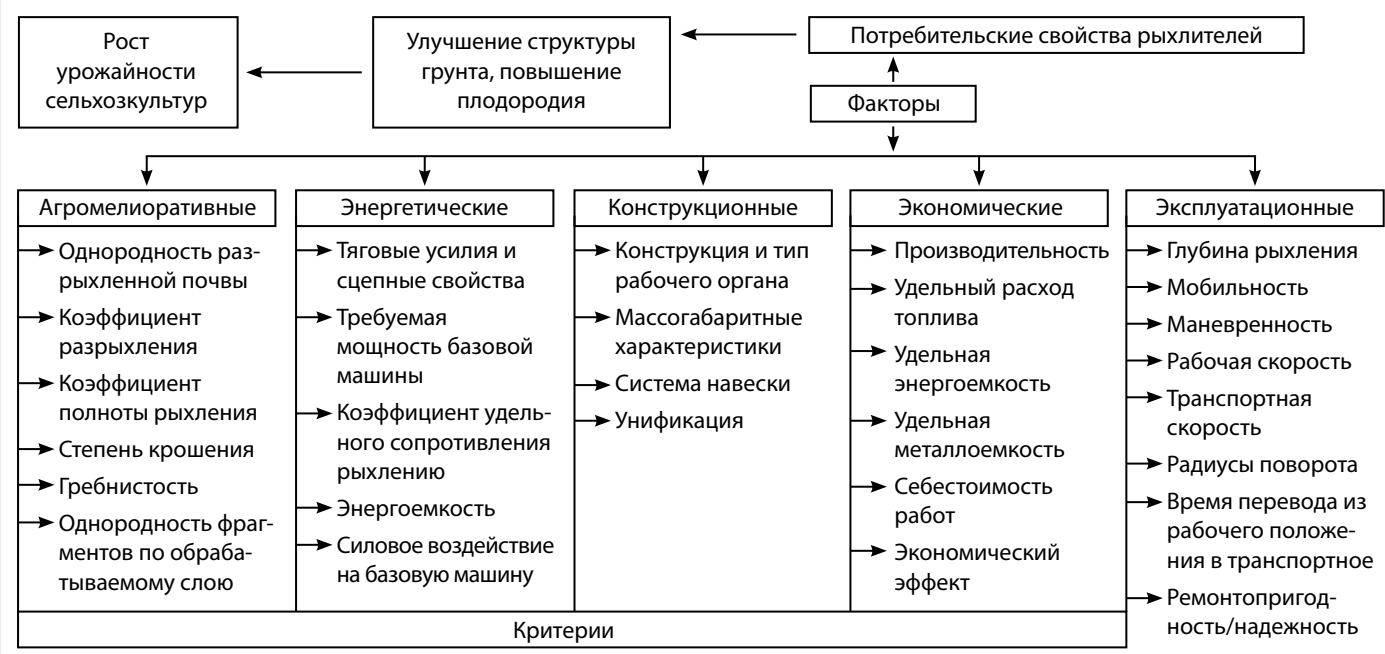 Рост
урожайности
сельхозкультур
Улучшение структуры
грунта, повышение
плодородия
Потребительские свойства рыхлителей
Факторы
Агромелиоративные
Однородность раз-
рыхленной почвы
Коэффициент
разрыхления
Коэффициент
полноты рыхления
Степень крошения
Гребнистость
Однородность фраг-
ментов по обраба-
тываемому слою
Энергетические
Тяговые усилия и
сцепные свойства
Требуемая
мощность базовой
машины
Коэффициент удель-
ного сопротивления
рыхлению
Энергоемкость
Силовое воздействие
на базовую машину
Конструкционные
Конструкция и тип
рабочего органа
Массогабаритные
характеристики
Система навески
Унификация
Экономические
Производительность
Удельный расход
топлива
Удельная
энергоемкость
Удельная
металлоемкость
Себестоимость
работ
Экономический
эффект
Эксплуатационные
Глубина рыхления
Мобильность
Маневренность
Рабочая скорость
Транспортная
скорость
Радиусы поворота
Время перевода из
рабочего положе-
ния в транспортное
Ремонтопригод-
ность/надежность
Критерии